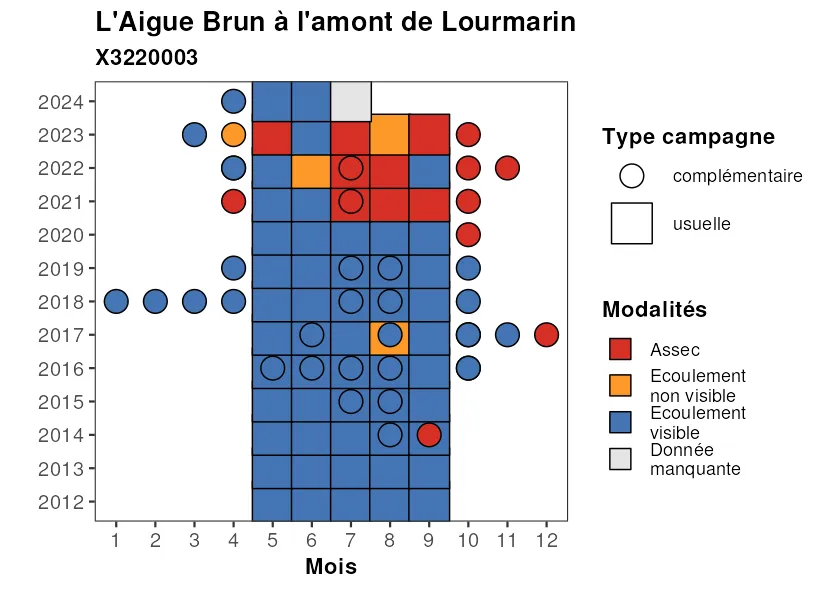 L'Aigue Brun à l'amont de Lourmarin
X3220003
2024
2023
2022
2021
2020
2019
2018
2017
2016
2015
2014
2013
2012
1 2 3 4 5 6 7 8 9 10 11 12
Mois
Type campagne
complémentaire
usuelle
Modalités
Assec
Ecoulement
non visible
Ecoulement
visible
Donnée
manquante